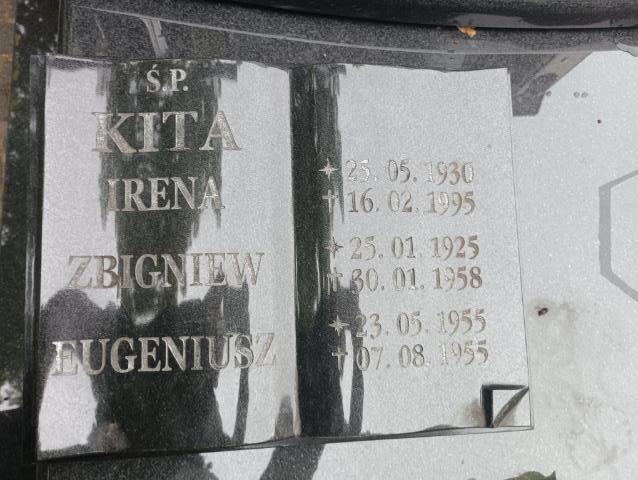 Ś.P.
KITA
IRENA
25.05.1930
16.02.1995
ZBIGNIEW
25.01.1925
30.01.1958
EUGENIUSZ
23.05.1955
07.08.1955